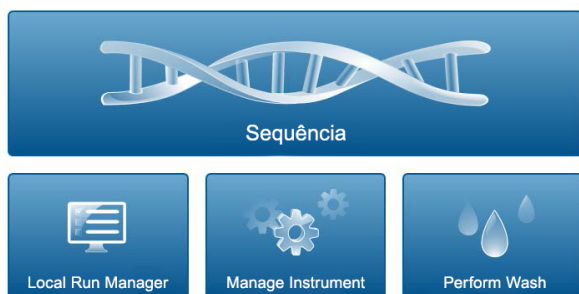 Sequência
Local Run Manager
Manage Instrument
Perform Wash